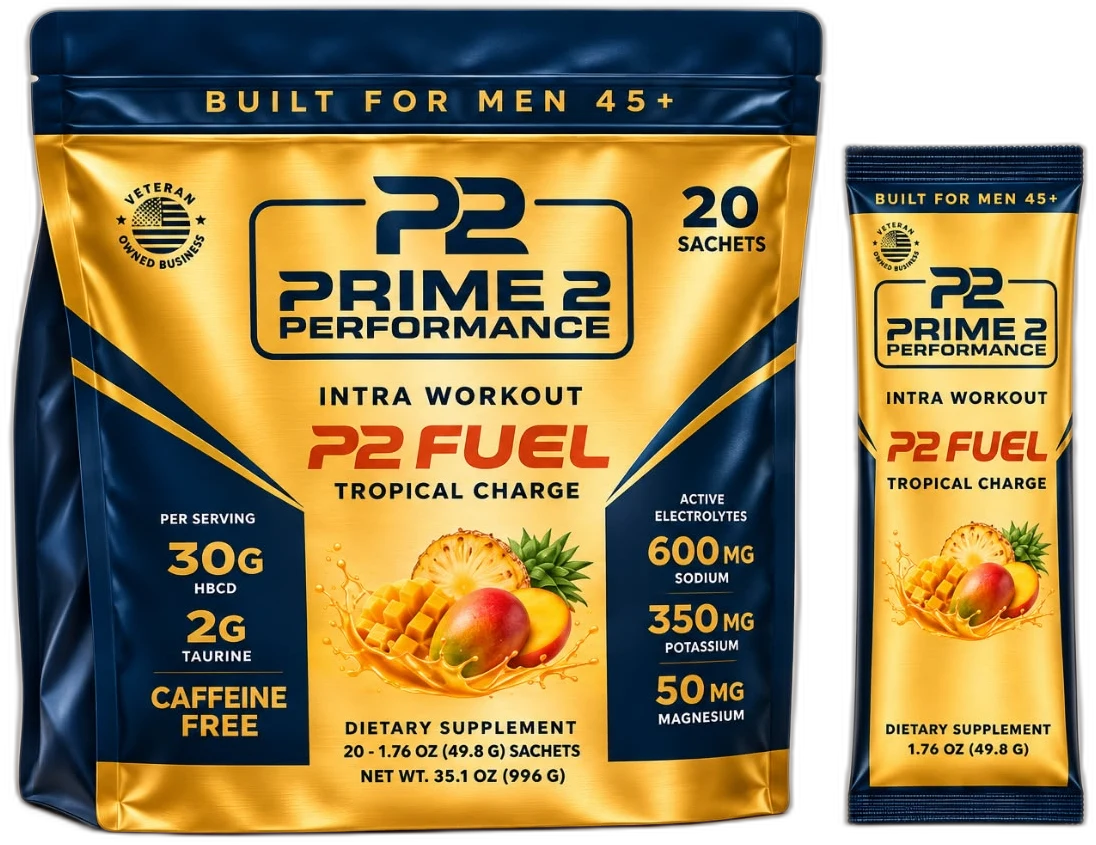 BUILT FOR MEN 45+
VETERAN
OWNED BUSINESS
P2
PRIME 2
PERFORMANCE
20
SACHETS
INTRA WORKOUT
P2 FUEL
TROPICAL CHARGE
PER SERVING
30G
HBCD
2G
TAURINE
CAFFEINE
FREE
ACTIVE
ELECTROLYTES
600 MG
SODIUM
350 MG
POTASSIUM
50 MG
MAGNESIUM
DIETARY SUPPLEMENT
20 - 1.76 OZ (49.8 G) SACHETS
NET WT. 35.1 OZ (996 G)
BUILT FOR MEN 45+
VETERAN
OWNED BUSINESS
P2
PRIME 2
PERFORMANCE
INTRA WORKOUT
P2 FUEL
TROPICAL CHARGE
DIETARY SUPPLEMENT
1.76 OZ (49.8 G)